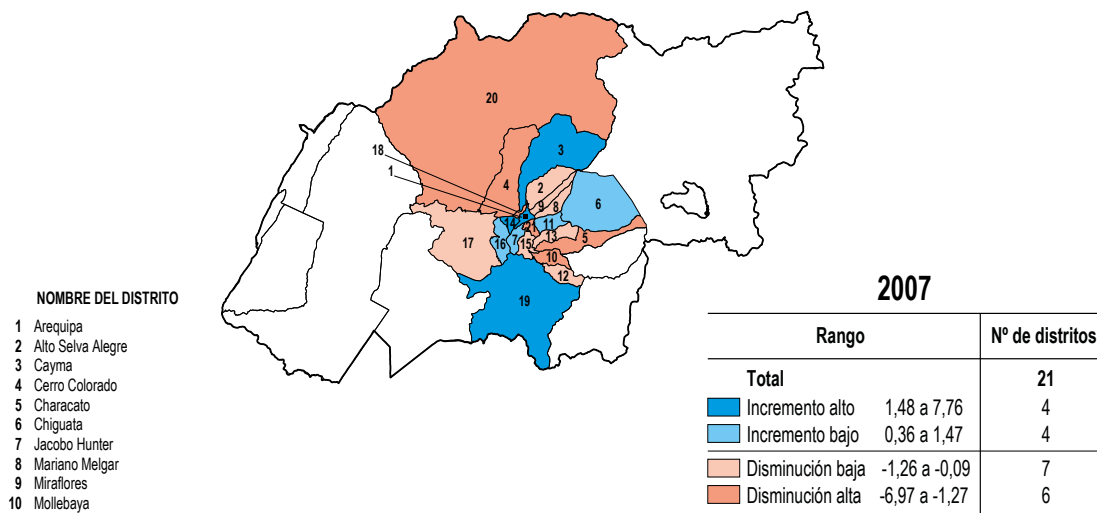 20
18
3
1
4
2
9
8
6
14
2
21
11
13
5
17
16
7
15
10
12
19
NOMBRE DEL DISTRITO
1 Arequipa
2 Alto Selva Alegre
3 Cayma
4 Cerro Colorado
5 Characato
6 Chiguata
7 Jacobo Hunter
8 Mariano Melgar
9 Miraflores
10 Mollebaya
2007
Rango Nº de distritos
Total 21
Incremento alto 1,48 a 7,76 4
Incremento bajo 0,36 a 1,47 4
Disminución baja -1,26 a -0,09 7
Disminución alta -6,97 a -1,27 6